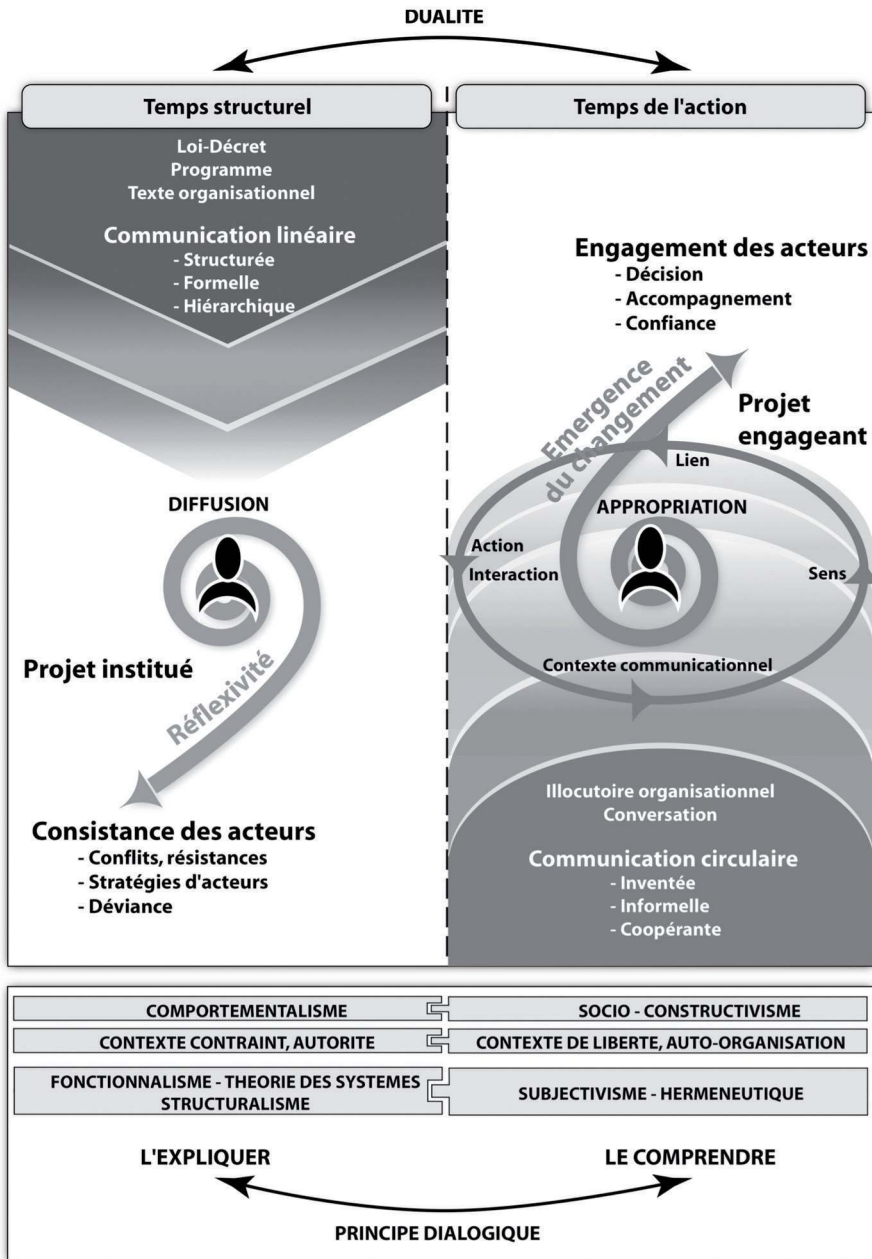 DUALITE
Temps structurel
Loi-Décret
Programme
Texte organisationnel
Communication linéaire
- Structurée
- Formelle
- Hiérarchique
DIFFUSION
Projet institué
Réflexivité
Consistance des acteurs
- Conflits, résistances
- Stratégies d'acteurs
- Déviance
Temps de l'action
Engagement des acteurs
- Décision
- Accompagnement
- Confiance
Emergence
du changement
Projet
engageant
Lien
APPROPRIATION
Action
Interaction
Sens
Contexte communicationnel
Illocutoire organisationnel
Conversation
Communication circulaire
- Inventée
- Informelle
- Coopérante
COMPORTEMENTALISME
SOCIO - CONSTRUCTIVISME
CONTEXTE CONTRAINT, AUTORITE
CONTEXTE DE LIBERTE, AUTO-ORGANISATION
FONCTIONNALISME - THEORIE DES SYSTEMES
STRUCTURALISME
SUBJECTIVISME - HERMENEUTIQUE
L'EXPLIQUER
LE COMPRENDRE
PRINCIPE DIALOGIQUE